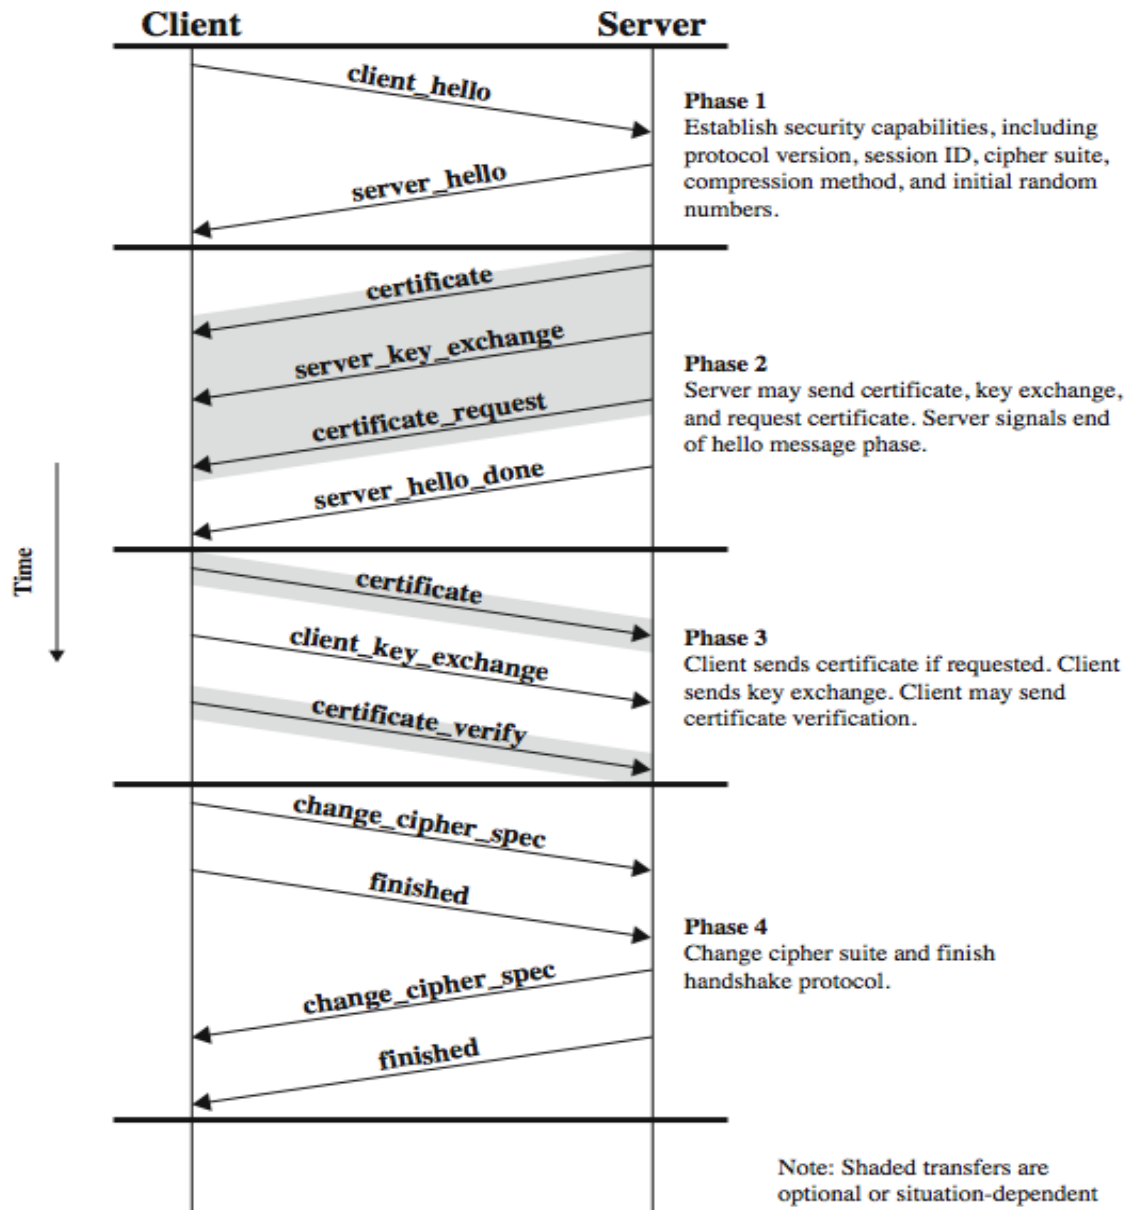 Client
Server
client_hello
server_hello
Phase 1
Establish security capabilities, including
protocol version, session ID, cipher suite,
compression method, and initial random
numbers.
certificate
server_key_exchange
certificate_request
server_hello_done
Phase 2
Server may send certificate, key exchange,
and request certificate. Server signals end
of hello message phase.
Time
certificate
client_key_exchange
certificate_verify
Phase 3
Client sends certificate if requested. Client
sends key exchange. Client may send
certificate verification.
change_cipher_spec
finished
change_cipher_spec
finished
Phase 4
Change cipher suite and finish
handshake protocol.
Note: Shaded transfers are
optional or situation-dependent